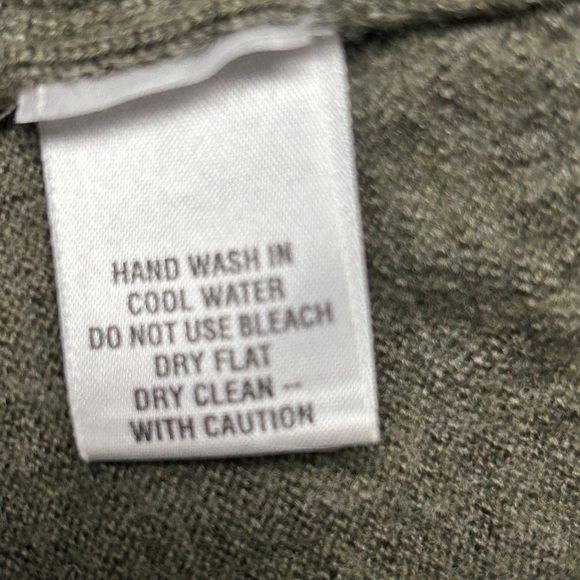 HAND WASH IN
COOL WATER
DO NOT USE BLEACH
DRY FLAT
DRY CLEAN --
WITH CAUTION